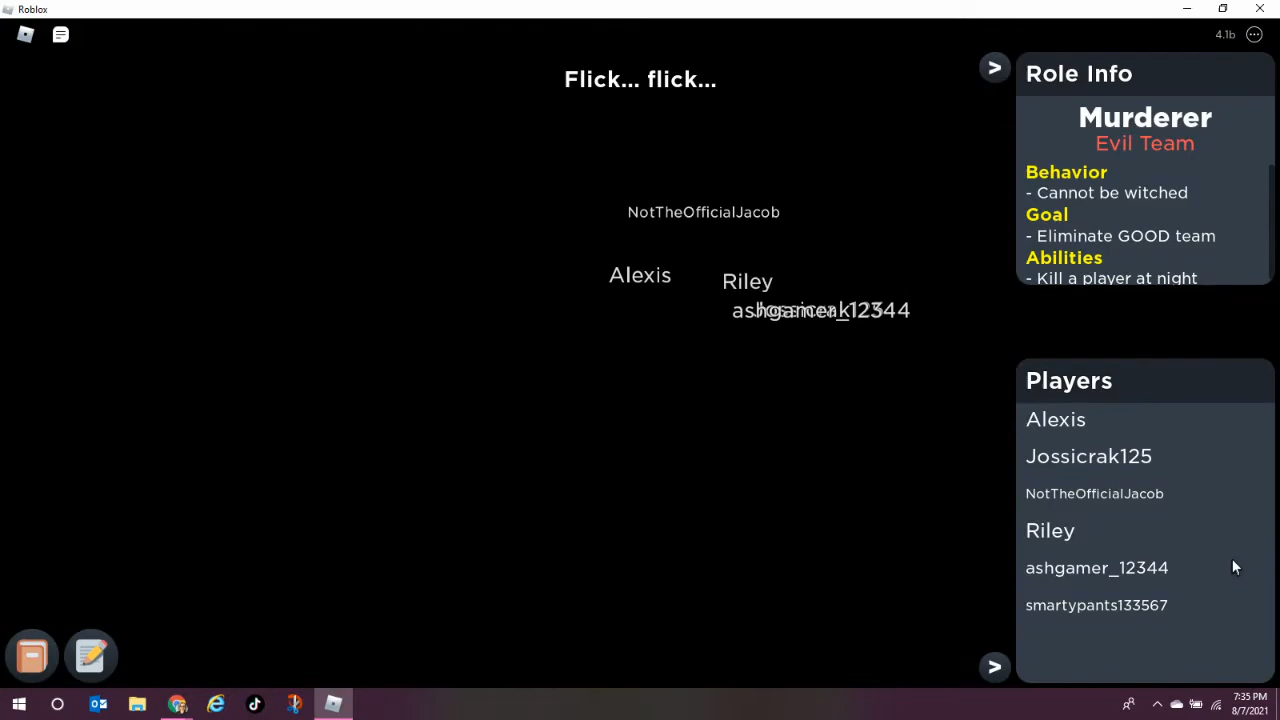 Roblox
4.1b
Flick... flick...
NotTheOfficialJacob
Alexis
Riley
ashgamer_12344
Jossicrak125
>
Role Info
Murderer
Evil Team
Behavior
- Cannot be witched
Goal
- Eliminate GOOD team
Abilities
- Kill a player at night
Players
Alexis
Jossicrak125
NotTheOfficialJacob
Riley
ashgamer_12344
smartypants133567
>
7:35 PM
8/7/2021